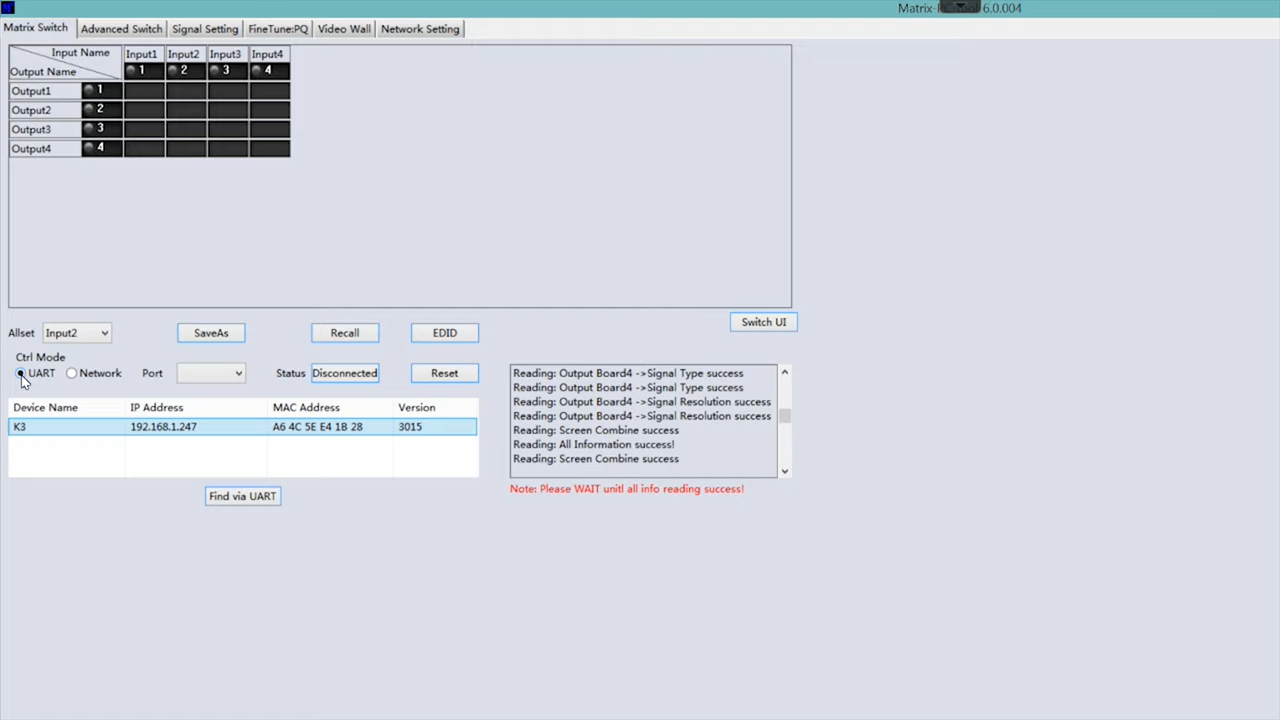 Matrix-PC Tool 6.0.004
Matrix Switch Advanced Switch Signal Setting FineTune:PQ Video Wall Network Setting
Input Name Input1 Input2 Input3 Input4
Output Name 1 2 3 4
Output1 1
Output2 2
Output3 3
Output4 4
Switch UI
Allset Input2 SaveAs Recall EDID
Ctrl Mode
UART Network Port Status Disconnected Reset
Device Name IP Address MAC Address Version
K3 192.168.1.247 A6 4C 5E E4 1B 28 3015
Find via UART
Reading: Output Board4 ->Signal Type success
Reading: Output Board4 ->Signal Type success
Reading: Output Board4 ->Signal Resolution success
Reading: Output Board4 ->Signal Resolution success
Reading: Screen Combine success
Reading: All Information success!
Reading: Screen Combine success
Note: Please WAIT unitl all info reading success!